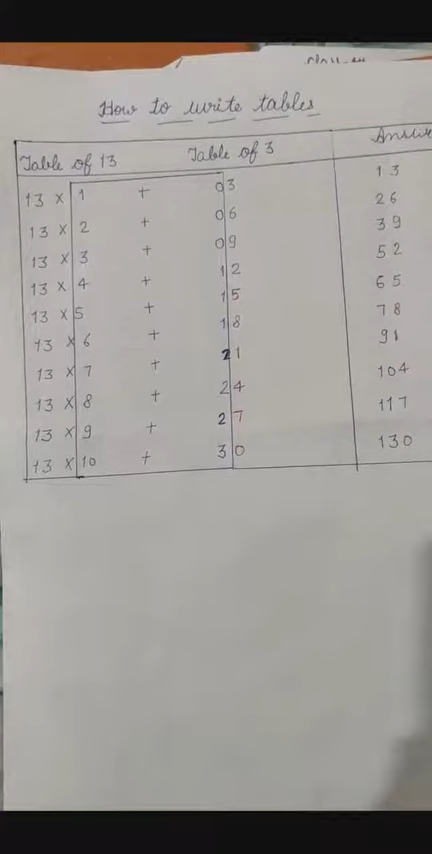 How to write tables
Table of 13 Table of 3 Answer
13 × 1 + 03 13
13 × 2 + 06 26
13 × 3 + 09 39
13 × 4 + 12 52
13 × 5 + 15 65
13 × 6 + 18 78
13 × 7 + 21 91
13 × 8 + 24 104
13 × 9 + 27 117
13 × 10 + 30 130